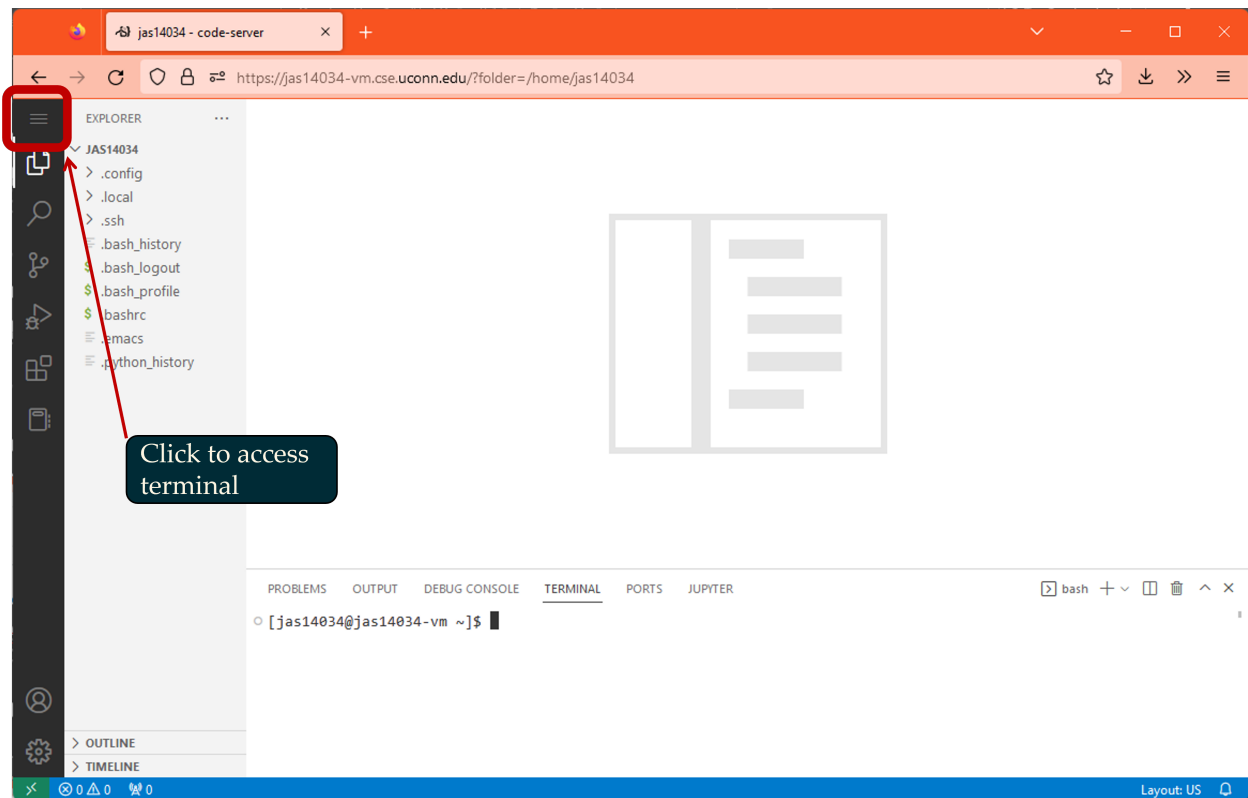 jas14034 - code-server
https://jas14034-vm.cse.uconn.edu/?folder=/home/jas14034
EXPLORER
JAS14034
.config
.local
.ssh
.bash_history
$ .bash_logout
$ .bash_profile
$ .bashrc
.emacs
.python_history
Click to access
terminal
PROBLEMS OUTPUT DEBUG CONSOLE TERMINAL PORTS JUPYTER bash
[jas14034@jas14034-vm ~]$
OUTLINE
TIMELINE
0 0 0 Layout: US